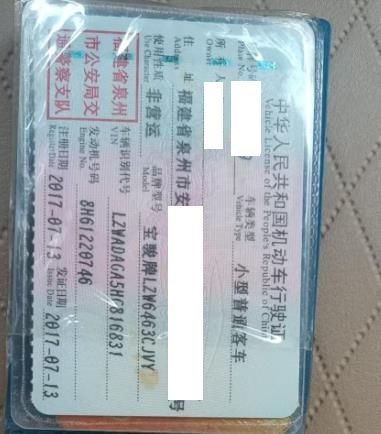 中华人民共和国机动车行驶证
Vehicle License of the People's Republic of China
车辆类型 小型普通客车
Vehicle Type
所有人
Owner
住址 福建省泉州市安
Address
号
使用性质 非营运 品牌型号 宝骏牌LZW6463CJVY
Use Character Model
福建省泉州
市公安局交
通警察支队
车辆识别代号 LZWADAGA5HG816831
VIN
发动机号码 8H61220746
Engine No.
注册日期 2017-07-13 发证日期 2017-07-13
Register Date Issue Date